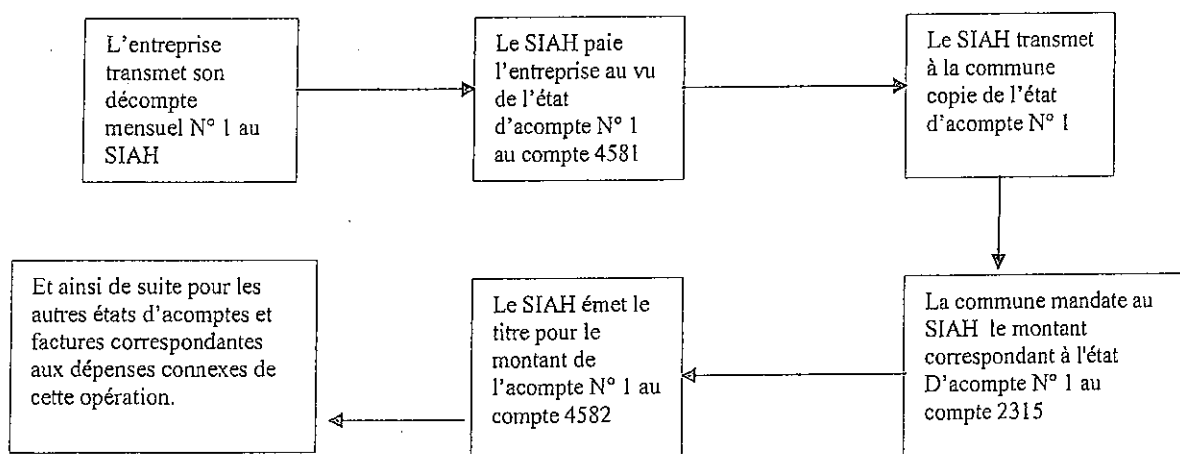 L'entreprise
transmet son
décompte
mensuel N° 1 au
SIAH
Le SIAH paie
l'entreprise au vu
de l'état
d'acompte N° 1
au compte 4581
Le SIAH transmet
à la commune
copie de l'état
d'acompte N° 1
La commune mandate au
SIAH le montant
correspondant à l'état
D'acompte N° 1 au
compte 2315
Le SIAH émet le
titre pour le
montant de
l'acompte N° 1 au
compte 4582
Et ainsi de suite pour les
autres états d'acomptes et
factures correspondantes
aux dépenses connexes de
cette opération.